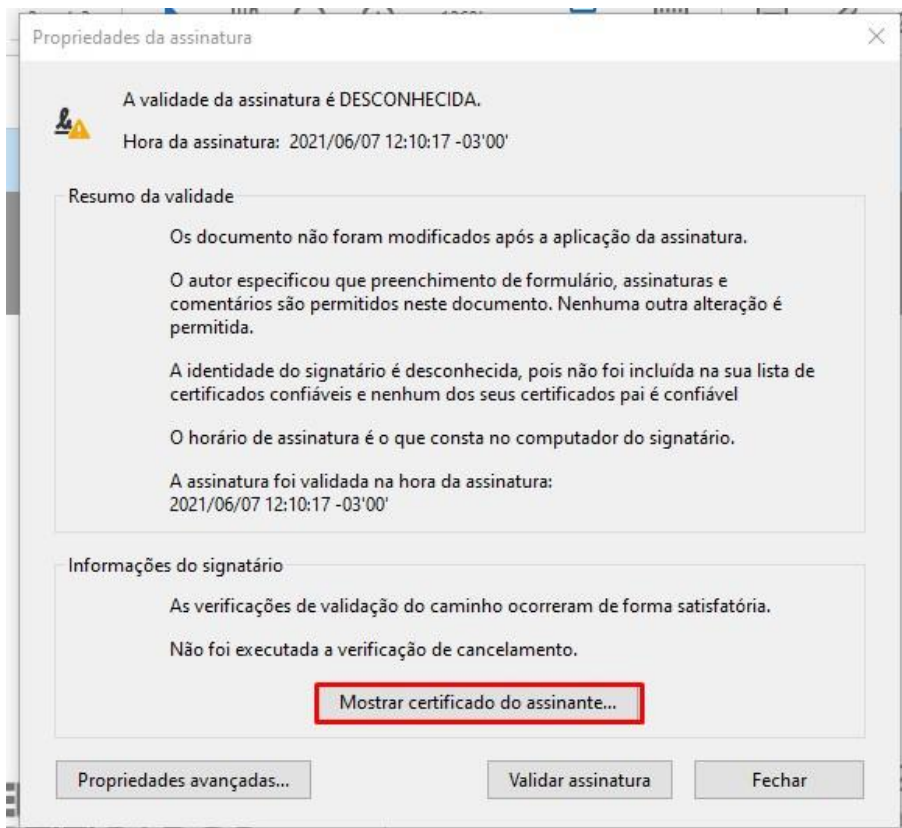 Propriedades da assinatura
A validade da assinatura é DESCONHECIDA.
Hora da assinatura: 2021/06/07 12:10:17 -03'00'
Resumo da validade
Os documento não foram modificados após a aplicação da assinatura.
O autor especificou que preenchimento de formulário, assinaturas e
comentários são permitidos neste documento. Nenhuma outra alteração é
permitida.
A identidade do signatário é desconhecida, pois não foi incluída na sua lista de
certificados confiáveis e nenhum dos seus certificados pai é confiável
O horário de assinatura é o que consta no computador do signatário.
A assinatura foi validada na hora da assinatura:
2021/06/07 12:10:17 -03'00'
Informações do signatário
As verificações de validação do caminho ocorreram de forma satisfatória.
Não foi executada a verificação de cancelamento.
Mostrar certificado do assinante...
Propriedades avançadas...
Validar assinatura
Fechar